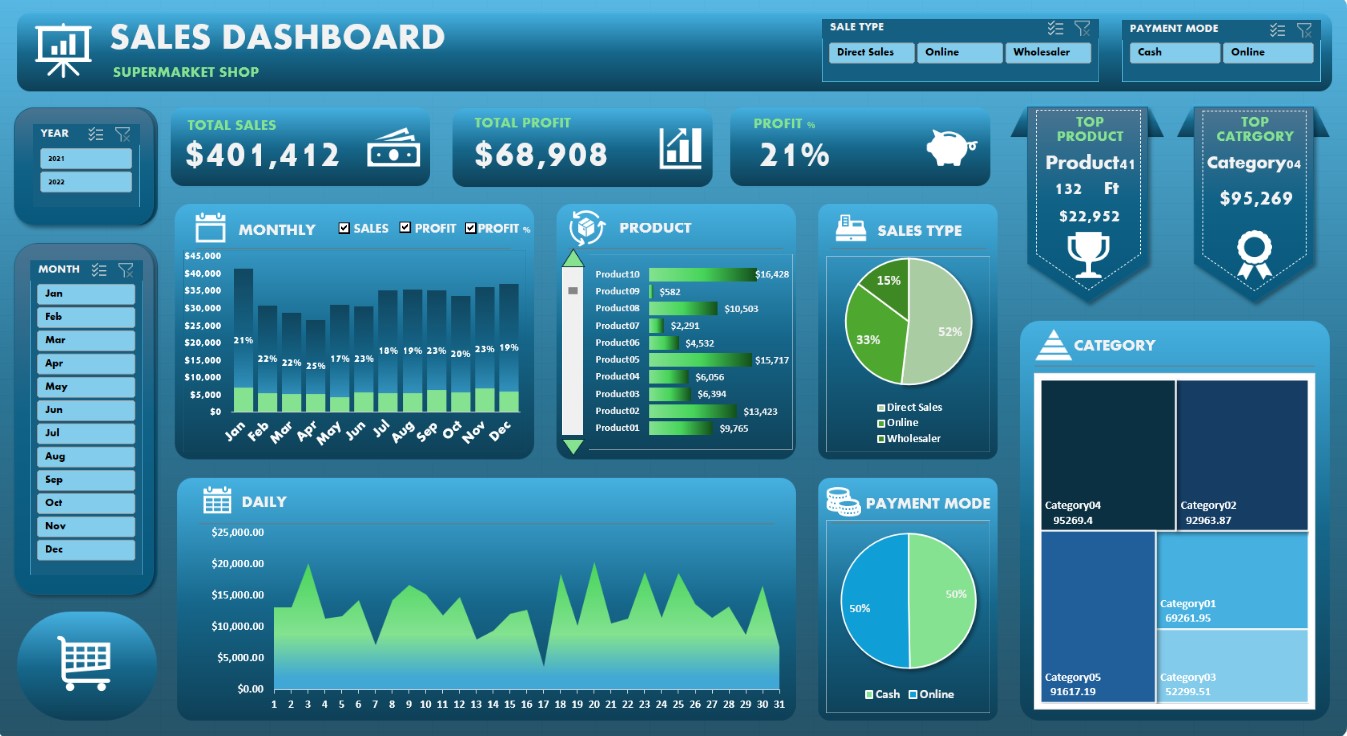 SALES DASHBOARD
SUPERMARKET SHOP
SALE TYPE
Direct Sales Online Wholesaler
PAYMENT MODE
Cash Online
YEAR
2021
2022
MONTH
Jan
Feb
Mar
Apr
May
Jun
Jul
Aug
Sep
Oct
Nov
Dec
TOTAL SALES
$401,412
TOTAL PROFIT
$68,908
PROFIT %
21%
TOP
PRODUCT
Product41
132 Ft
$22,952
TOP
CATRGORY
Category04
$95,269
MONTHLY SALES PROFIT PROFIT %
$45,000
$40,000
$35,000
$30,000
$25,000
$20,000
$15,000
$10,000
$5,000
$0
21% 22% 22% 25% 17% 23% 18% 19% 23% 20% 23% 19%
Jan Feb Mar Apr May Jun Jul Aug Sep Oct Nov Dec
PRODUCT
Product10 $16,428
Product09 $582
Product08 $10,503
Product07 $2,291
Product06 $4,532
Product05 $15,717
Product04 $6,056
Product03 $6,394
Product02 $13,423
Product01 $9,765
SALES TYPE
15%
52%
33%
Direct Sales
Online
Wholesaler
DAILY
$25,000.00
$20,000.00
$15,000.00
$10,000.00
$5,000.00
$0.00
1 2 3 4 5 6 7 8 9 10 11 12 13 14 15 16 17 18 19 20 21 22 23 24 25 26 27 28 29 30 31
PAYMENT MODE
50%
50%
Cash Online
CATEGORY
Category04
95269.4
Category02
92963.87
Category01
69261.95
Category05
91617.19
Category03
52299.51